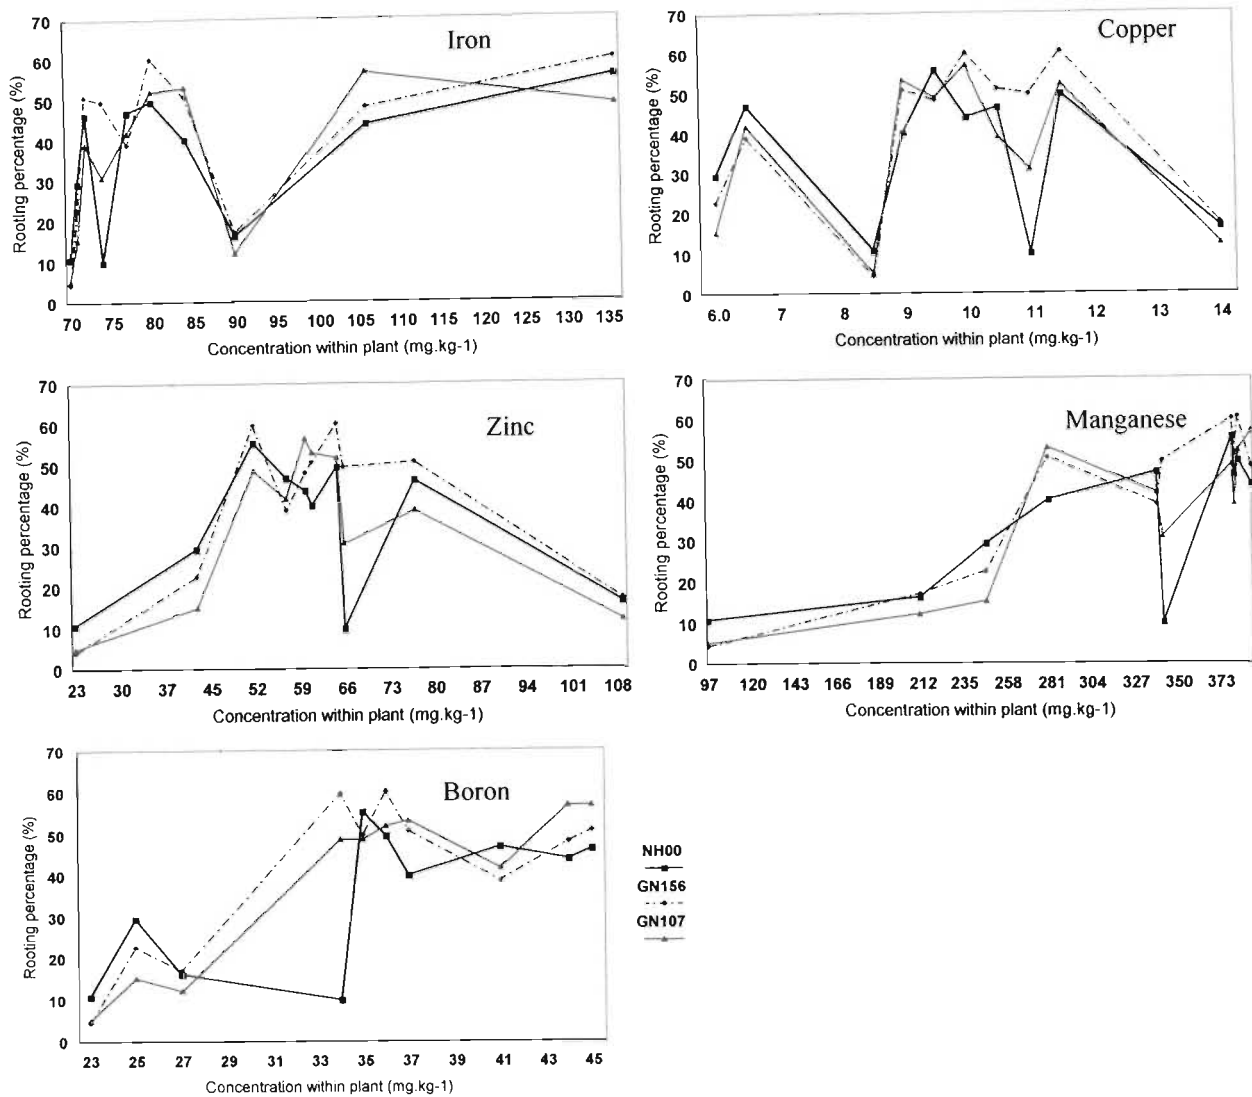 Iron
Rooting percentage (%)
70
60
50
40
30
20
10
0
70 75 80 85 90 95 100 105 110 115 120 125 130 135
Concentration within plant (mg.kg-1)
Copper
Rooting percentage (%)
70
60
50
40
30
20
10
0
6.0 7 8 9 10 11 12 13 14
Concentration within plant (mg.kg-1)
Zinc
Rooting percentage (%)
70
60
50
40
30
20
10
0
23 30 37 45 52 59 66 73 80 87 94 101 108
Concentration within plant (mg.kg-1)
Manganese
Rooting percentage (%)
70
60
50
40
30
20
10
0
97 120 143 166 189 212 235 258 281 304 327 350 373
Concentration within plant (mg.kg-1)
Boron
Rooting percentage (%)
70
60
50
40
30
20
10
0
23 25 27 29 31 33 35 37 39 41 43 45
Concentration within plant (mg.kg-1)
NH00
GN156
GN107